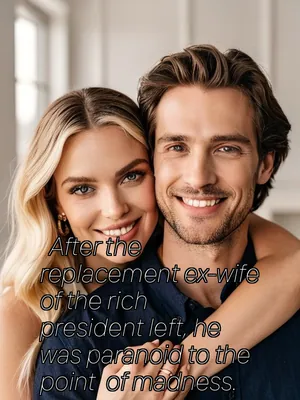 After the
replacement ex-wife
of the rich
president left, he
was paranoid to the
point of madness.